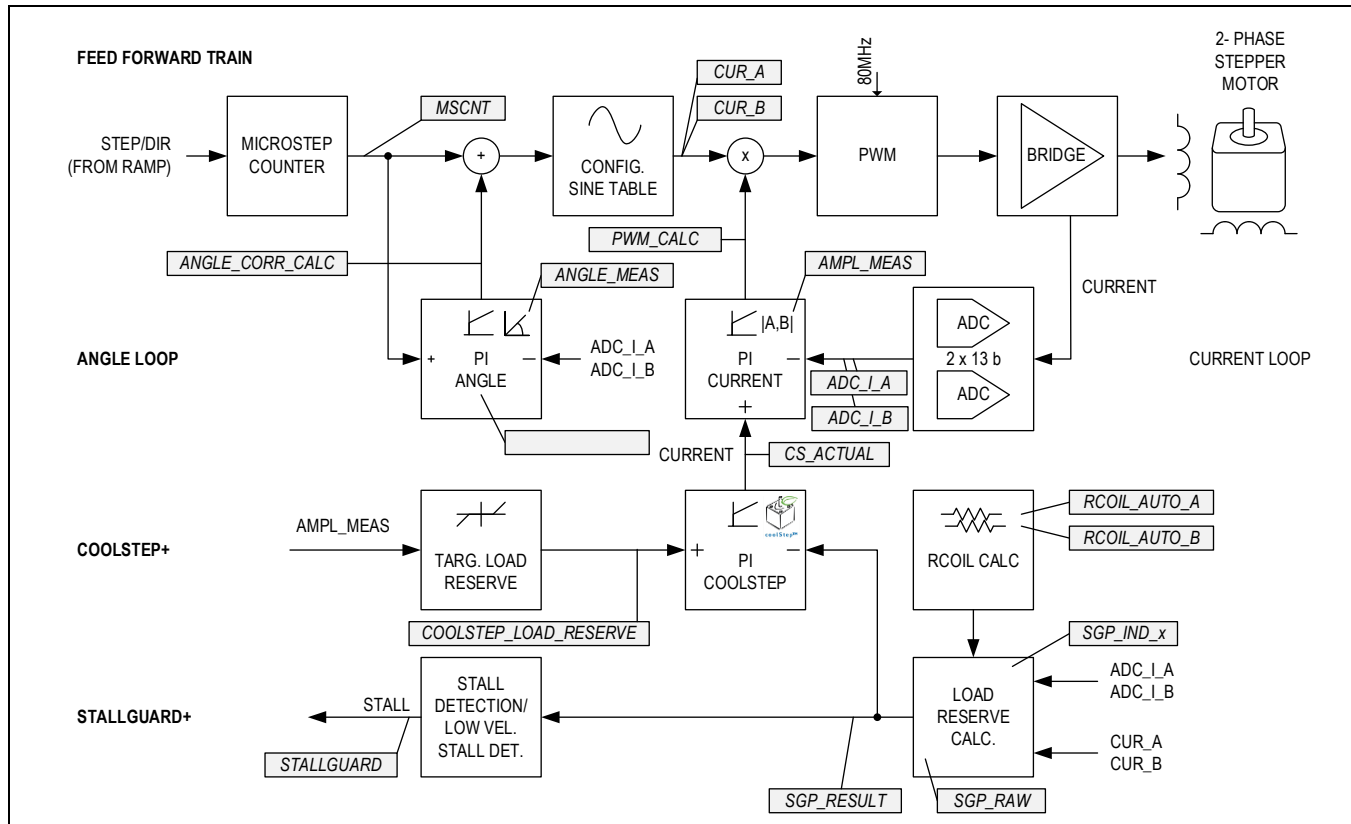 FEED FORWARD TRAIN
2- PHASE
STEPPER
MOTOR
CUR_A
CUR_B
80MHz
MSCNT
STEP/DIR
(FROM RAMP)
MICROSTEP
COUNTER
+
CONFIG.
SINE TABLE
x
PWM
BRIDGE
PWM_CALC
ANGLE_CORR_CALC
ANGLE_MEAS
AMPL_MEAS
CURRENT
ANGLE LOOP
+
PI
ANGLE
−
ADC_I_A
ADC_I_B
|A,B|
PI
CURRENT
−
+
ADC_I_A
ADC_I_B
ADC
2 x 13 b
ADC
CURRENT LOOP
CURRENT
CS_ACTUAL
COOLSTEP+
AMPL_MEAS
TARG. LOAD
RESERVE
COOLSTEP_LOAD_RESERVE
coolStep™
+
−
PI
COOLSTEP
RCOIL CALC
RCOIL_AUTO_A
RCOIL_AUTO_B
SGP_IND_x
STALLGUARD+
STALL
STALLGUARD
STALL
DETECTION/
LOW VEL.
STALL DET.
SGP_RESULT
LOAD
RESERVE
CALC.
SGP_RAW
ADC_I_A
ADC_I_B
CUR_A
CUR_B